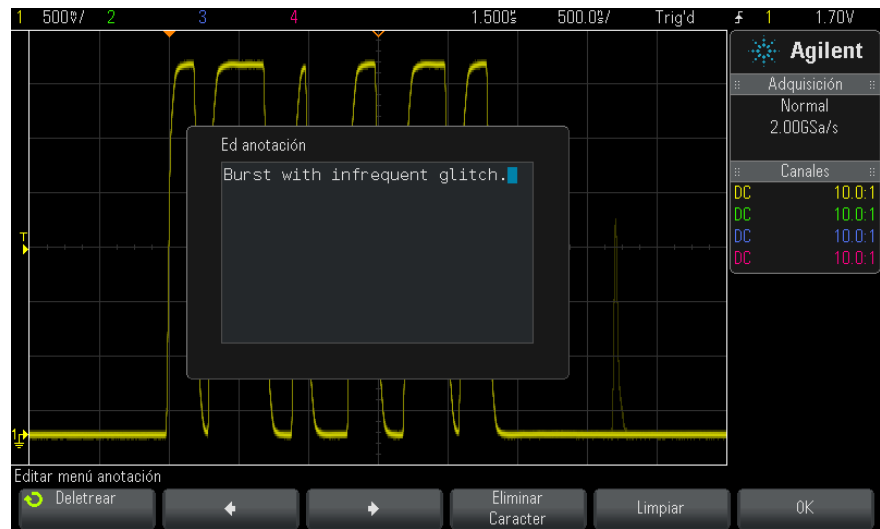 1 500㎷/ 2 3 4 1.500㎲ 500.0㎱/ Trig'd 1 1.70V
Agilent
Adquisición
Normal
2.00GSa/s
Canales
DC 10.0:1
DC 10.0:1
DC 10.0:1
DC 10.0:1
Ed anotación
Burst with infrequent glitch.
T
1
Editar menú anotación
Deletrear
Eliminar
Caracter
Limpiar
OK